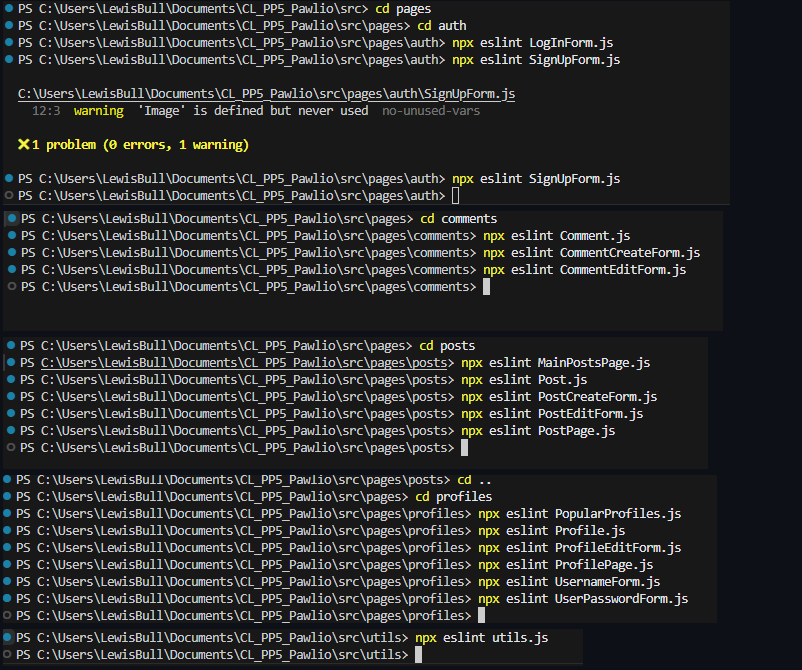 PS C:\Users\LewisBull\Documents\CL_PP5_Pawlio\src> cd pages
PS C:\Users\LewisBull\Documents\CL_PP5_Pawlio\src\pages> cd auth
PS C:\Users\LewisBull\Documents\CL_PP5_Pawlio\src\pages\auth> npx eslint LogInForm.js
PS C:\Users\LewisBull\Documents\CL_PP5_Pawlio\src\pages\auth> npx eslint SignUpForm.js
C:\Users\LewisBull\Documents\CL_PP5_Pawlio\src\pages\auth\SignUpForm.js
12:3 warning 'Image' is defined but never used no-unused-vars
✖ 1 problem (0 errors, 1 warning)
PS C:\Users\LewisBull\Documents\CL_PP5_Pawlio\src\pages\auth> npx eslint SignUpForm.js
PS C:\Users\LewisBull\Documents\CL_PP5_Pawlio\src\pages\auth>
PS C:\Users\LewisBull\Documents\CL_PP5_Pawlio\src\pages> cd comments
PS C:\Users\LewisBull\Documents\CL_PP5_Pawlio\src\pages\comments> npx eslint Comment.js
PS C:\Users\LewisBull\Documents\CL_PP5_Pawlio\src\pages\comments> npx eslint CommentCreateForm.js
PS C:\Users\LewisBull\Documents\CL_PP5_Pawlio\src\pages\comments> npx eslint CommentEditForm.js
PS C:\Users\LewisBull\Documents\CL_PP5_Pawlio\src\pages\comments>
PS C:\Users\LewisBull\Documents\CL_PP5_Pawlio\src\pages> cd posts
PS C:\Users\LewisBull\Documents\CL_PP5_Pawlio\src\pages\posts> npx eslint MainPostsPage.js
PS C:\Users\LewisBull\Documents\CL_PP5_Pawlio\src\pages\posts> npx eslint Post.js
PS C:\Users\LewisBull\Documents\CL_PP5_Pawlio\src\pages\posts> npx eslint PostCreateForm.js
PS C:\Users\LewisBull\Documents\CL_PP5_Pawlio\src\pages\posts> npx eslint PostEditForm.js
PS C:\Users\LewisBull\Documents\CL_PP5_Pawlio\src\pages\posts> npx eslint PostPage.js
PS C:\Users\LewisBull\Documents\CL_PP5_Pawlio\src\pages\posts>
PS C:\Users\LewisBull\Documents\CL_PP5_Pawlio\src\pages\posts> cd ..
PS C:\Users\LewisBull\Documents\CL_PP5_Pawlio\src\pages> cd profiles
PS C:\Users\LewisBull\Documents\CL_PP5_Pawlio\src\pages\profiles> npx eslint PopularProfiles.js
PS C:\Users\LewisBull\Documents\CL_PP5_Pawlio\src\pages\profiles> npx eslint Profile.js
PS C:\Users\LewisBull\Documents\CL_PP5_Pawlio\src\pages\profiles> npx eslint ProfileEditForm.js
PS C:\Users\LewisBull\Documents\CL_PP5_Pawlio\src\pages\profiles> npx eslint ProfilePage.js
PS C:\Users\LewisBull\Documents\CL_PP5_Pawlio\src\pages\profiles> npx eslint UsernameForm.js
PS C:\Users\LewisBull\Documents\CL_PP5_Pawlio\src\pages\profiles> npx eslint UserPasswordForm.js
PS C:\Users\LewisBull\Documents\CL_PP5_Pawlio\src\pages\profiles>
PS C:\Users\LewisBull\Documents\CL_PP5_Pawlio\src\utils> npx eslint utils.js
PS C:\Users\LewisBull\Documents\CL_PP5_Pawlio\src\utils>